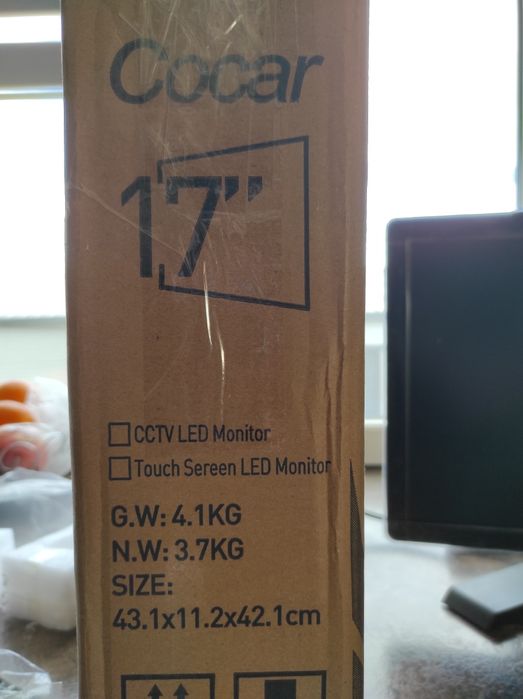 Cocar
17"
CCTV LED Monitor
Touch Sereen LED Monitor
G.W: 4.1KG
N.W: 3.7KG
SIZE:
43.1x11.2x42.1cm